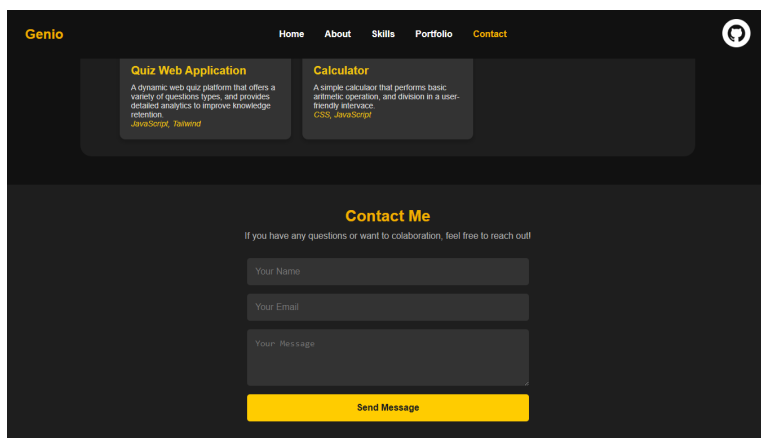 Genio
Home About Skills Portfolio Contact
Quiz Web Application
A dynamic web quiz platform that offers a
variety of questions types, and provides
detailed analytics to improve knowledge
retention.
JavaScript, Tailwind
Calculator
A simple calculaor that performs basic
aritmetic operation, and division in a user-
friendly intervace.
CSS, JavaScript
Contact Me
If you have any questions or want to colaboration, feel free to reach out!
Your Name
Your Email
Your Message
Send Message